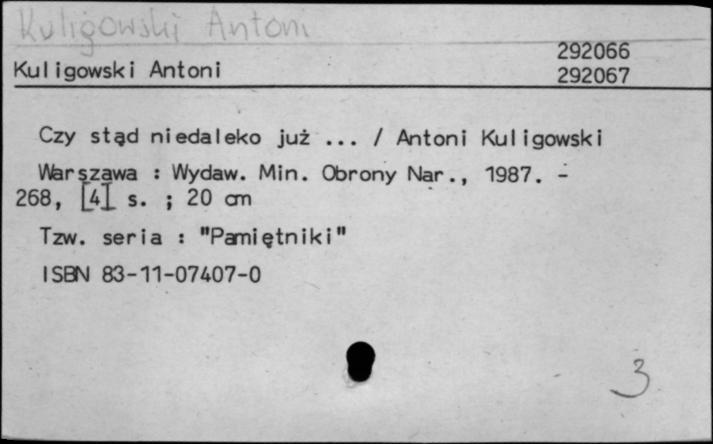 Kuligowski Antoni
292066
Kuligowski Antoni 292067
Czy stąd niedaleko już ... / Antoni Kuligowski
Warszawa : Wydaw. Min. Obrony Nar., 1987. -
268, [4] s. ; 20 cm
Tzw. seria : "Pamiętniki"
ISBN 83-11-07407-0
3